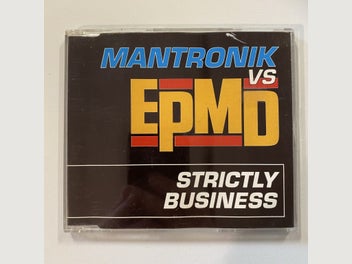 MANTRONIK
VS
EPMD
STRICTLY
BUSINESS